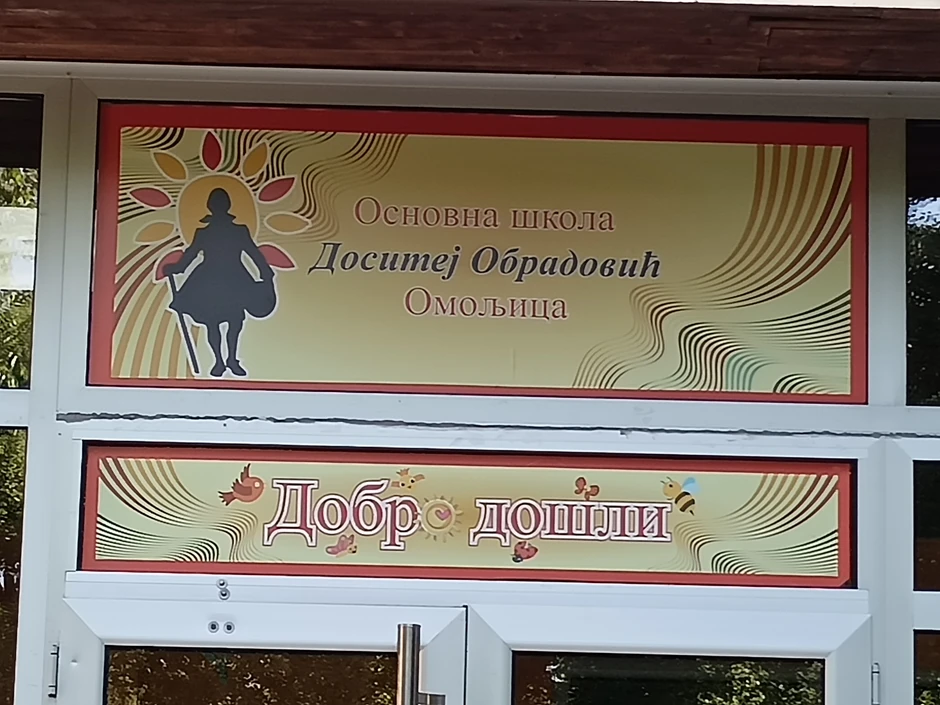 Основна школа
Доситеј Обрадовић
Омољица
Добро дошли